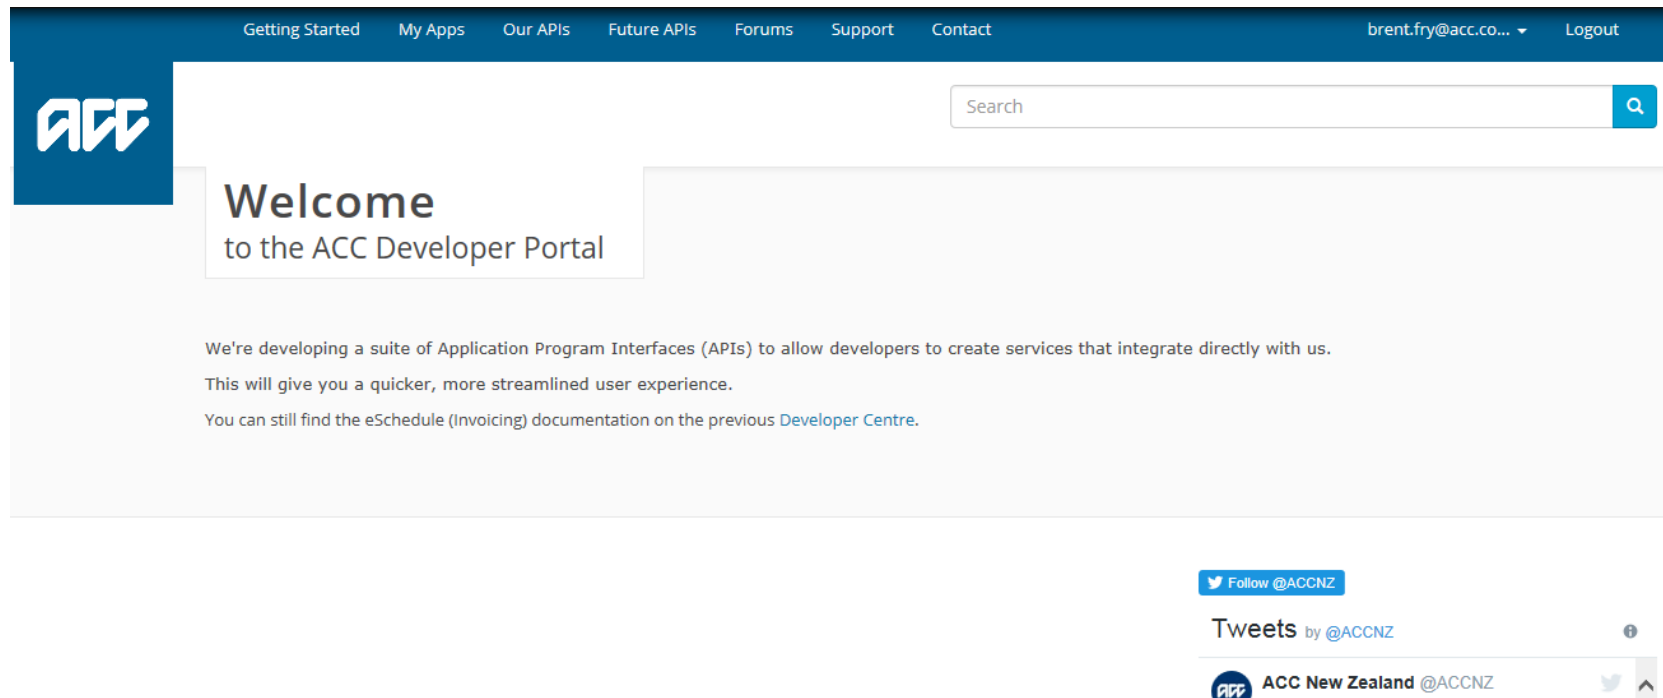 Getting Started My Apps Our APIs Future APIs Forums Support Contact brent.fry@acc.co... Logout
acc
Search
Welcome
to the ACC Developer Portal
We're developing a suite of Application Program Interfaces (APIs) to allow developers to create services that integrate directly with us.
This will give you a quicker, more streamlined user experience.
You can still find the eSchedule (Invoicing) documentation on the previous Developer Centre.
Follow @ACCNZ
Tweets by @ACCNZ
acc ACC New Zealand @ACCNZ